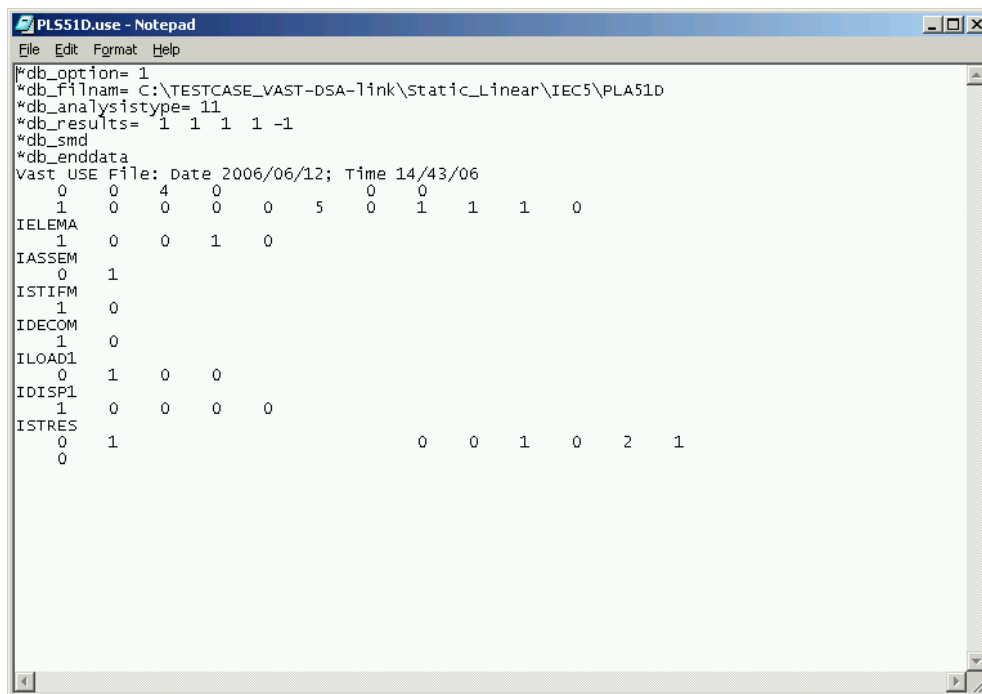 PLS51D.use - Notepad
File Edit Format Help
*db_option= 1
*db_filnam= C:\TESTCASE_VAST-DSA-link\Static_Linear\IEC5\PLA51D
*db_analysistype= 11
*db_results= 1 1 1 1 -1
*db_smd
*db_enddata
Vast USE File: Date 2006/06/12; Time 14/43/06
0 0 4 0 0 0
1 0 0 0 0 5 0 1 1 1 0
IELEMA
1 0 0 1 0
IASSEM
0 1
ISTIFM
1 0
IDECOM
1 0
ILOAD1
0 1 0 0
IDISP1
1 0 0 0 0
ISTRES
0 1 0 0 1 0 2 1
0